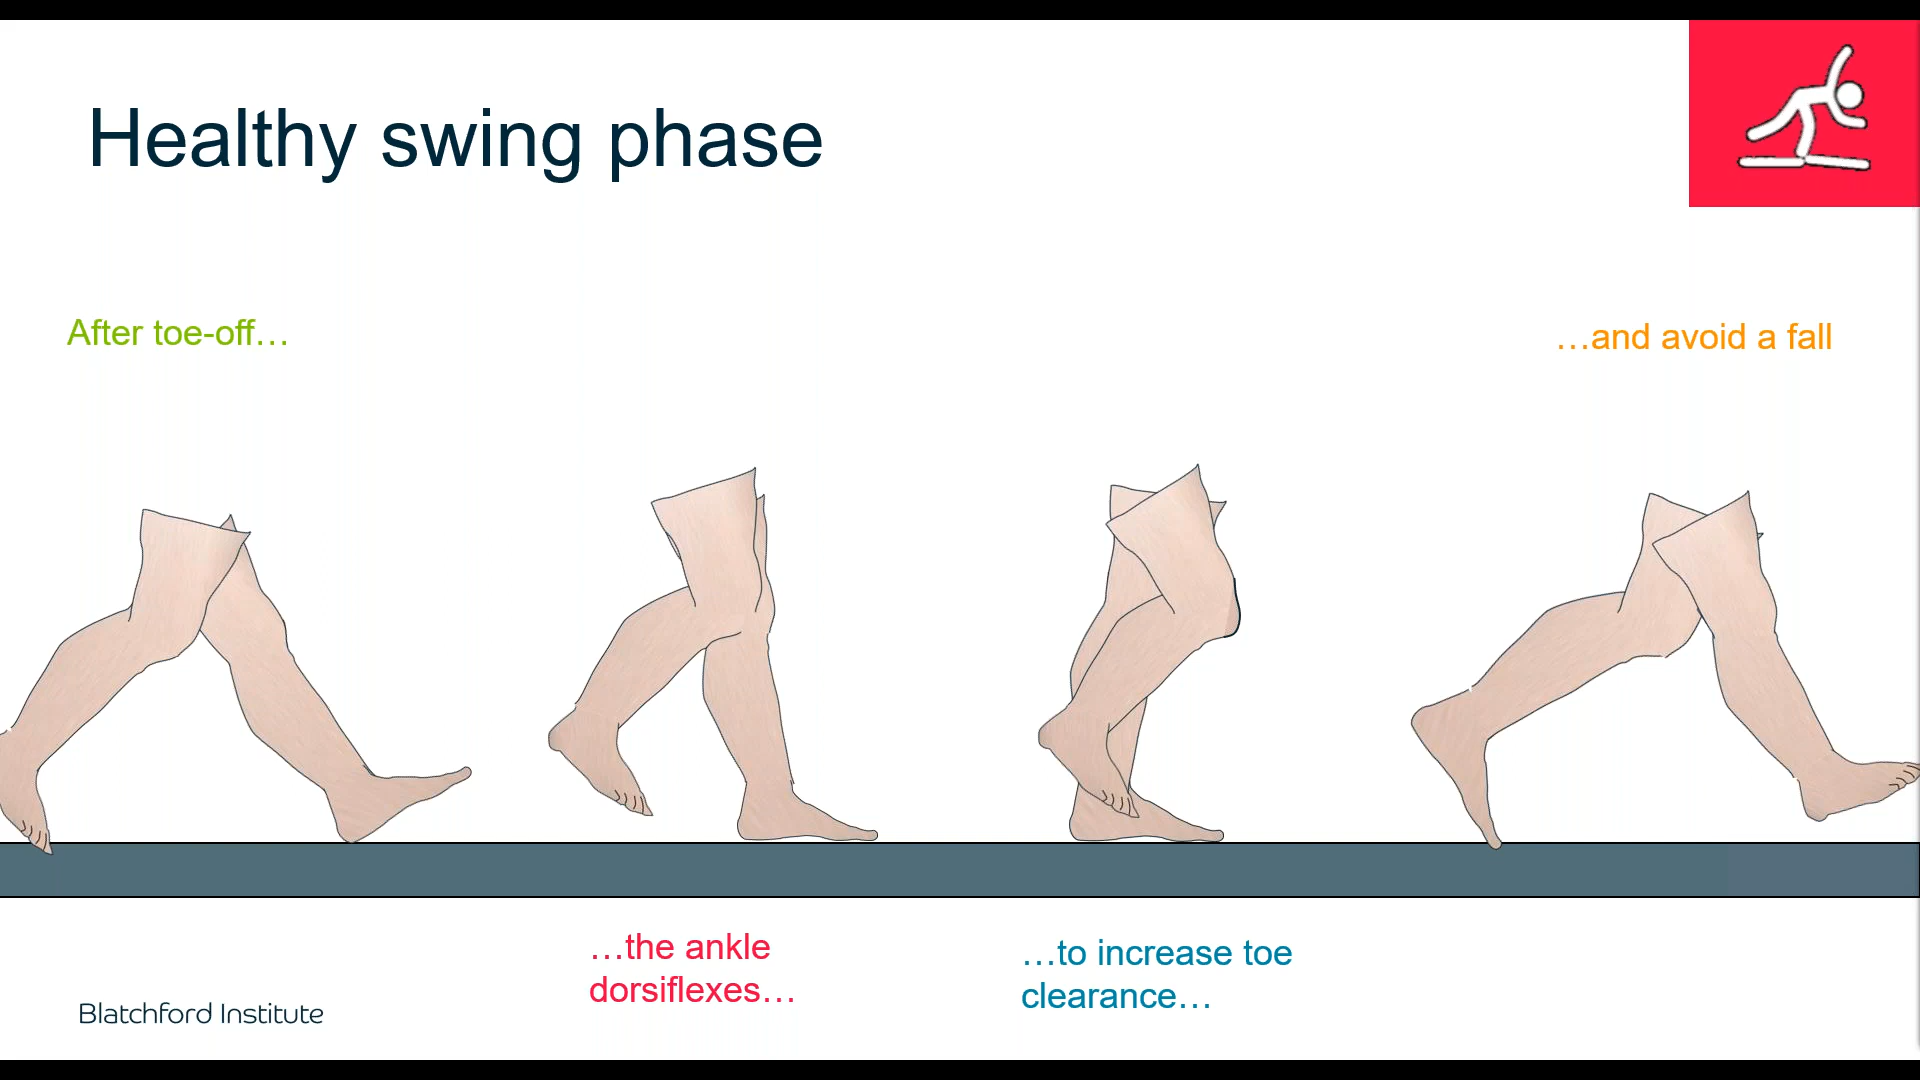 Healthy swing phase
After toe-off…
…and avoid a fall
…the ankle
dorsiflexes…
…to increase toe
clearance…
Blatchford Institute